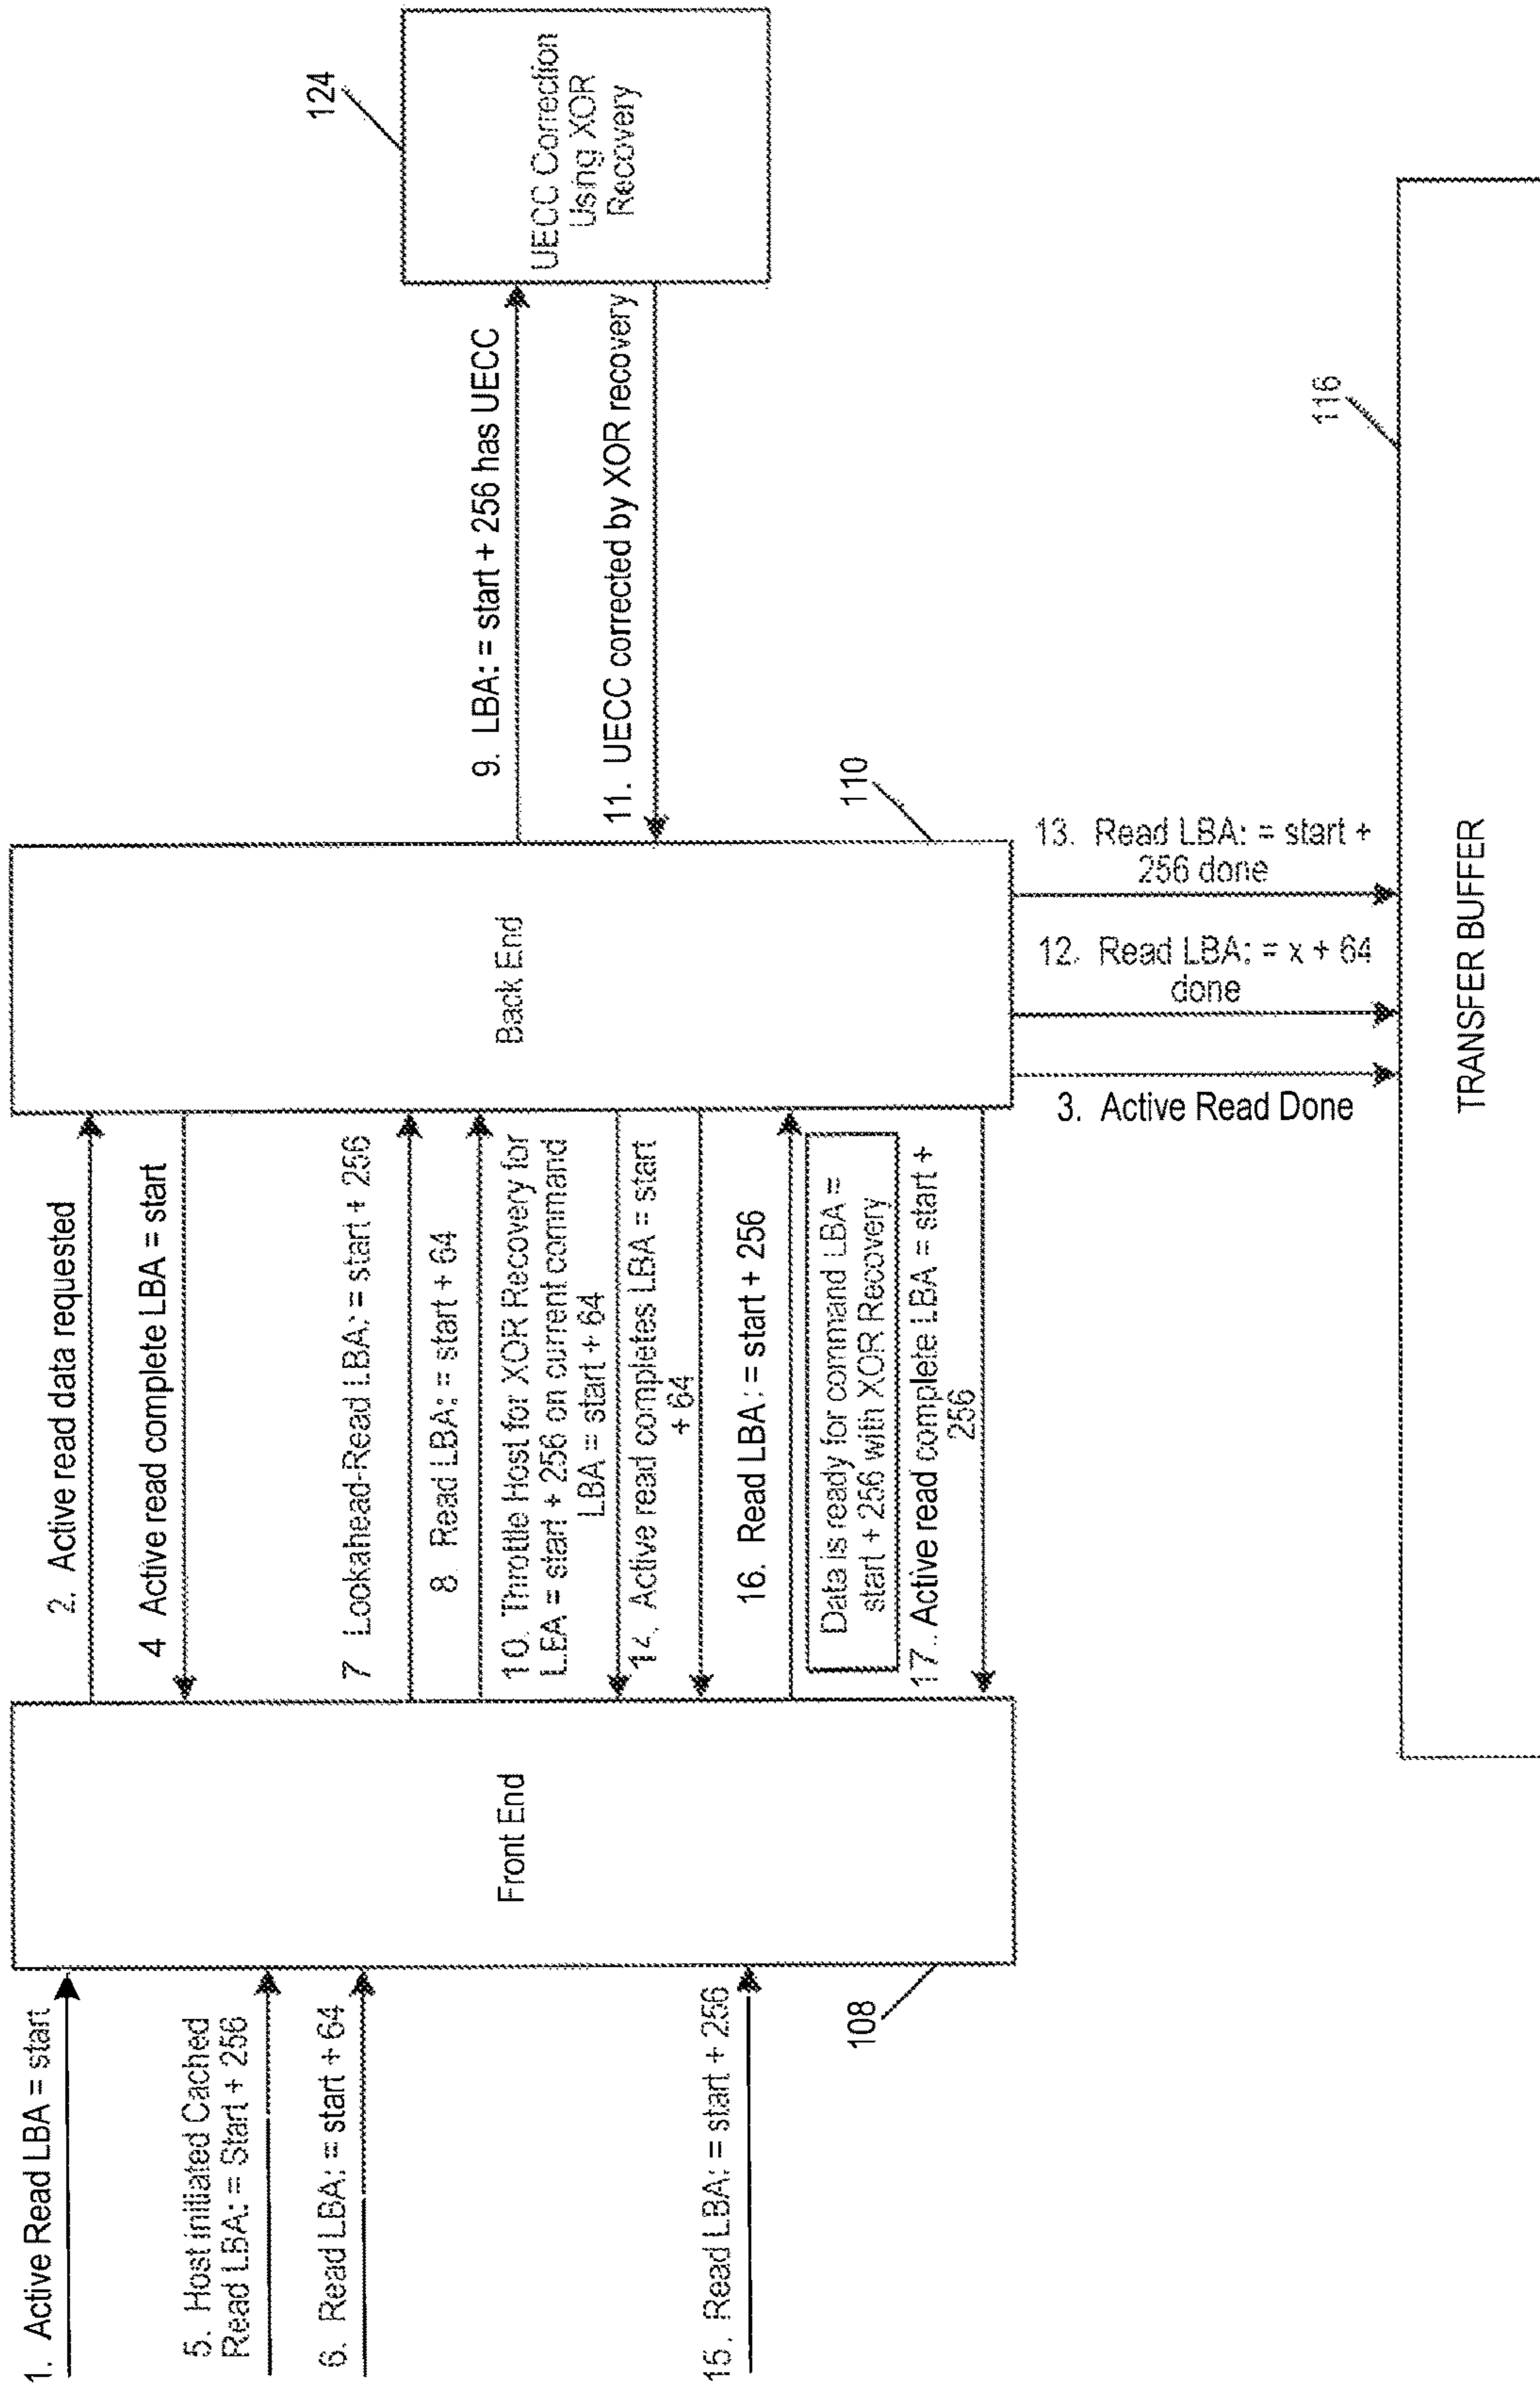 1. Active Read LBA = start
5. Host initiated Cached
Read LBA: = Start + 256
6. Read LBA: = start + 64
15. Read LBA: = start + 256
108
Front End
2. Active read data requested
4 Active read complete LBA = start
7 Lookahead-Read LBA: = start + 256
8. Read LBA: = start + 64
10. Throttle Host for XOR Recovery for
LBA = start + 256 on current command
LBA = start + 64
14. Active read completes LBA = start
+ 64
16. Read LBA: = start + 256
Data is ready for command LBA =
start + 256 with XOR Recovery
17. Active read complete LBA = start +
256
Back End
110
9. LBA: = start + 256 has UECC
11. UECC corrected by XOR recovery
124
UECC Correction
Using XOR
Recovery
13. Read LBA: = start +
256 done
12. Read LBA: = x + 64
done
3. Active Read Done
116
TRANSFER BUFFER